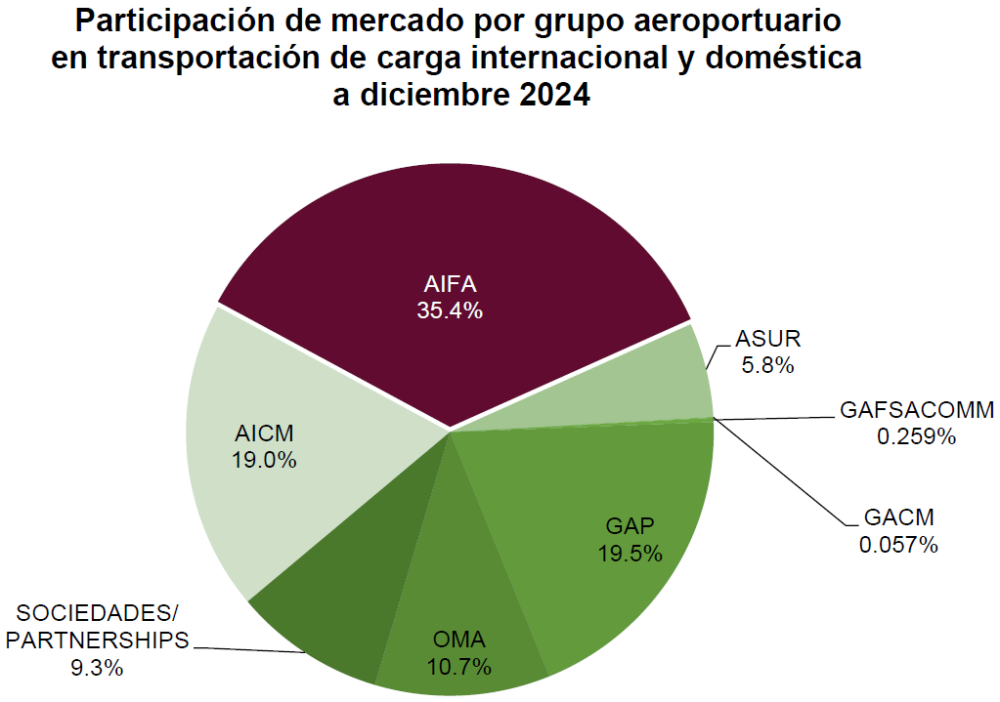 Participación de mercado por grupo aeroportuario
en transportación de carga internacional y doméstica
a diciembre 2024
AIFA
35.4%
ASUR
5.8%
GAFSACOMM
0.259%
GACM
0.057%
GAP
19.5%
OMA
10.7%
SOCIEDADES/
PARTNERSHIPS
9.3%
AICM
19.0%